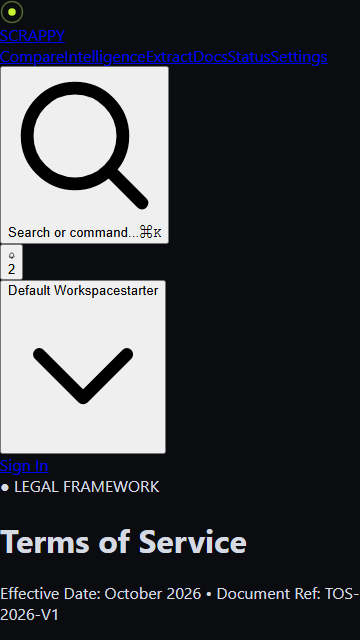 SCRAPPY
CompareIntelligenceExtractDocsStatusSettings
Search or command...⌘K
2
Default Workspacestarter
Sign In
● LEGAL FRAMEWORK
Terms of Service
Effective Date: October 2026 • Document Ref: TOS-
2026-V1